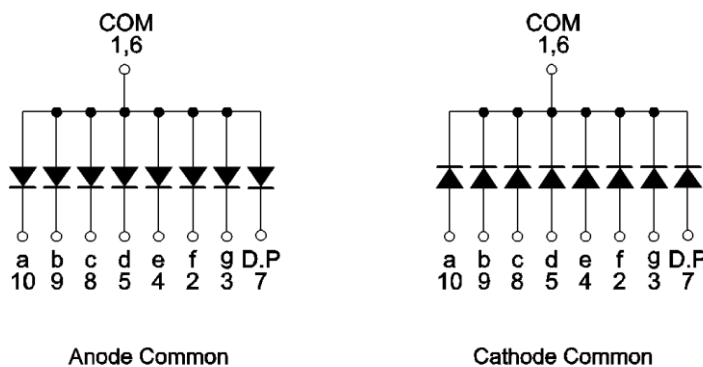 COM COM
1,6 1,6
a b c d e f g D.P a b c d e f g D.P
10 9 8 5 4 2 3 7 10 9 8 5 4 2 3 7
Anode Common Cathode Common